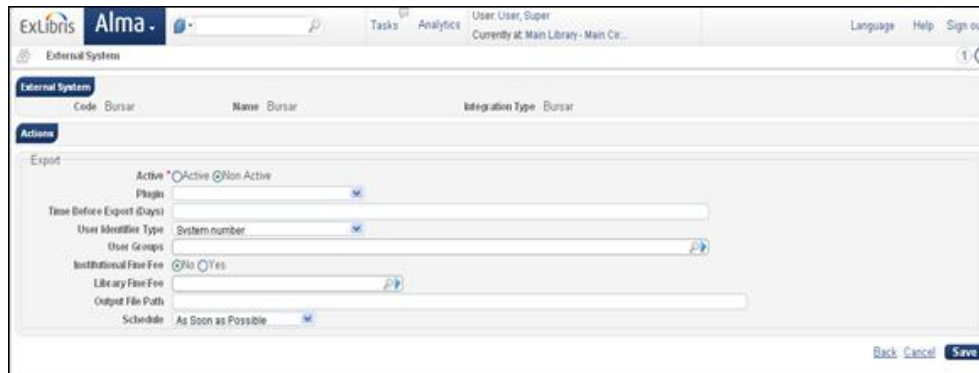 ExLibris Alma Tasks Analytics User: User, Super Language Help Sign
Currently at: Main Library - Main Cir...
External System 1
External System
Code Bursar Name Bursar Integration Type Bursar
Actions
Export
Active * Active Non Active
Plugin
Time Before Export (Days)
User Identifier Type System number
User Groups
Institutional Fine Fee No Yes
Library Fine Fee
Output File Path
Schedule As Soon as Possible
Back Cancel Save